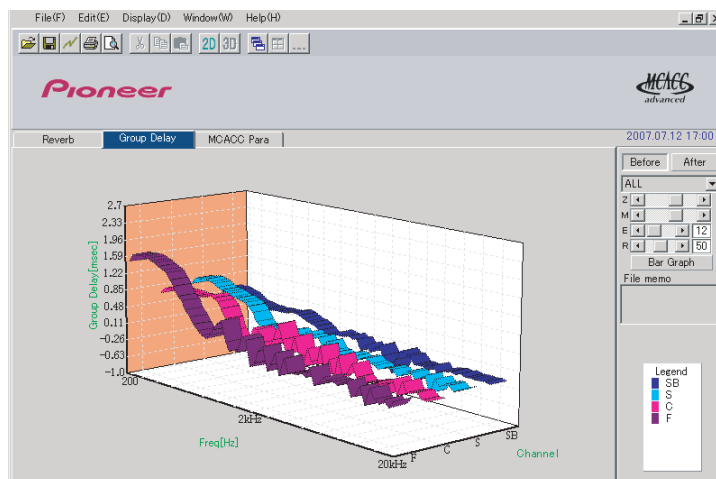 File(F) Edit(E) Display(D) Window(W) Help(H)
2D 3D ...
Pioneer
MCACC
advanced
Reverb Group Delay MCACC Para
2007.07.12 17:00
Before After
ALL
Z
M
E 12
R 50
Bar Graph
File memo
2.7
2.33
1.96
1.59
1.22
0.85
0.48
0.11
-0.26
-0.63
-1.0
Group Delay[msec]
200
2kHz
20kHz
Freq[Hz]
F
C
S
SB
Channel
Legend
SB
S
C
F